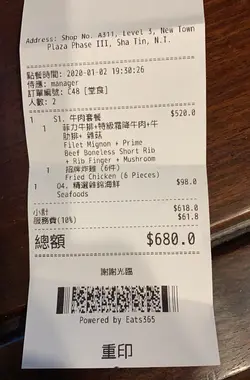 Address: Shop No. A311, Level 3, New Town
Plaza Phase III, Sha Tin, N.T.
點餐時間: 2020-01-02 19:30:26
侍應: manager
訂單編號: C48 [堂食]
人數: 2
1 S1. 牛肉套餐 $520.0
菲力牛排+特級霜降牛肉+牛
肋排+ 雜菇
Filet Mignon + Prime
Beef Boneless Short Rib
+ Rib Finger + Mushroom
1 招牌炸雞 (6件)
Fried Chicken (6 Pieces)
1 O4. 精選雜錦海鮮 $98.0
Seafoods
小計 $618.0
服務費(10%) $61.8
總額 $680.0
謝謝光臨
Powered by Eats365
重印